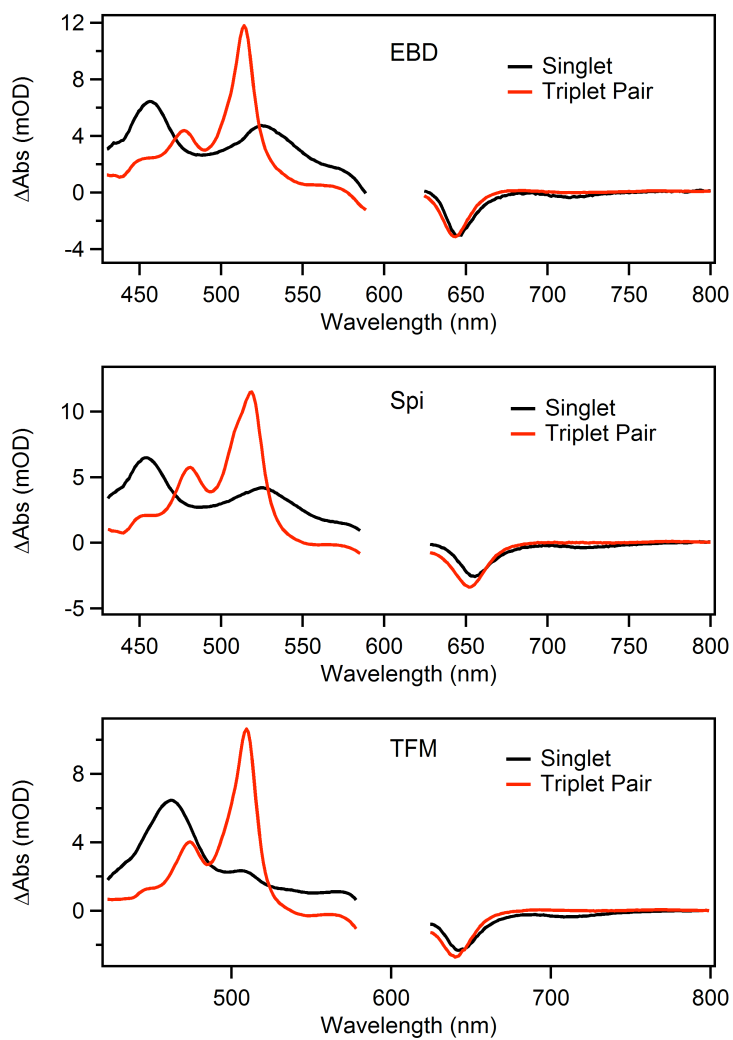 12
8
4
0
-4
ΔAbs (mOD)
EBD
Singlet
Triplet Pair
450 500 550 600 650 700 750 800
Wavelength (nm)
10
5
0
-5
ΔAbs (mOD)
Spi
Singlet
Triplet Pair
450 500 550 600 650 700 750 800
Wavelength (nm)
8
4
0
ΔAbs (mOD)
TFM
Singlet
Triplet Pair
500 600 700 800
Wavelength (nm)